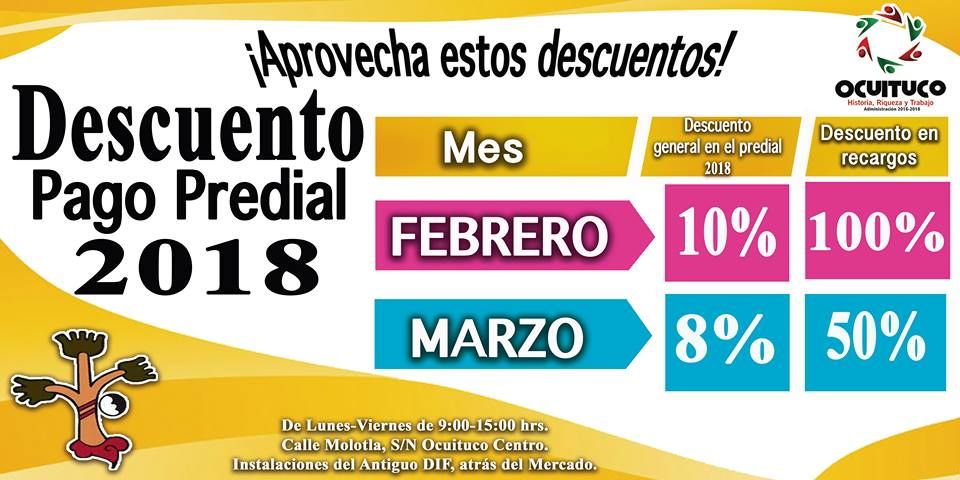 ¡Aprovecha estos descuentos!
OCUITUCO
Historia, Riqueza y Trabajo
Administración 2016-2018
Descuento
Pago Predial
2018
Mes
Descuento
general en el predial
2018
Descuento en
recargos
FEBRERO
10%
100%
MARZO
8%
50%
De Lunes-Viernes de 9:00-15:00 hrs.
Calle Molotla, S/N Ocuituco Centro.
Instalaciones del Antiguo DIF, atrás del Mercado.